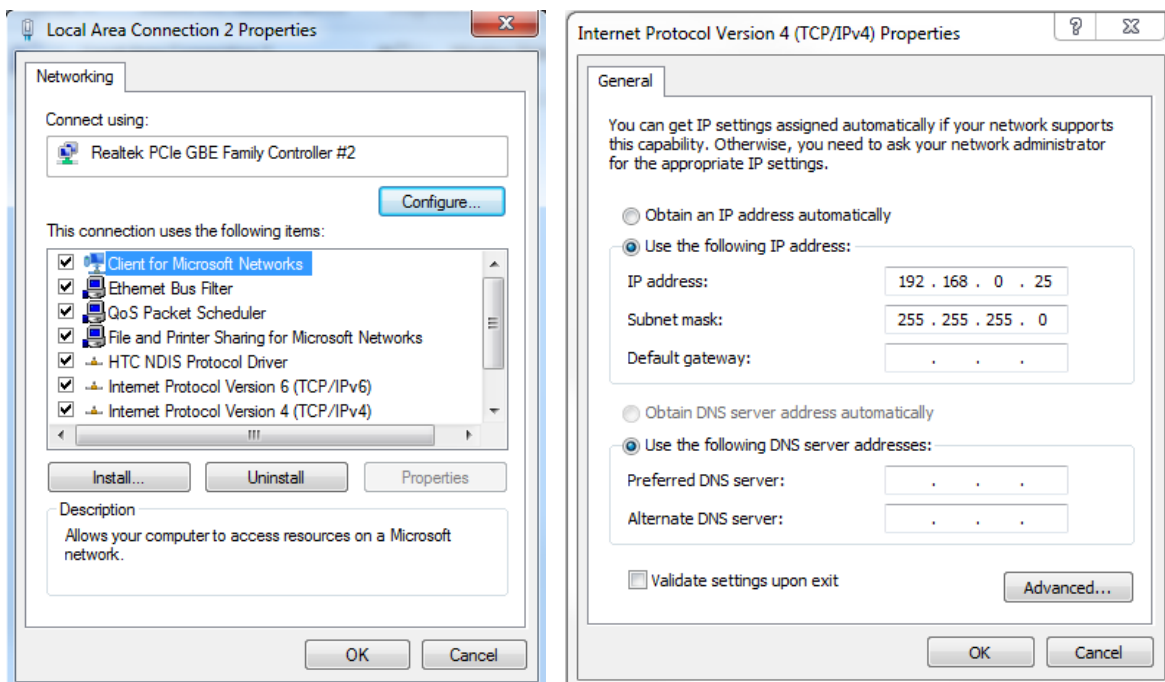 Local Area Connection 2 Properties
Networking
Connect using:
Realtek PCIe GBE Family Controller #2
Configure...
This connection uses the following items:
Client for Microsoft Networks
Ethernet Bus Filter
QoS Packet Scheduler
File and Printer Sharing for Microsoft Networks
HTC NDIS Protocol Driver
Internet Protocol Version 6 (TCP/IPv6)
Internet Protocol Version 4 (TCP/IPv4)
Install...
Uninstall
Properties
Description
Allows your computer to access resources on a Microsoft
network.
OK
Cancel
Internet Protocol Version 4 (TCP/IPv4) Properties
General
You can get IP settings assigned automatically if your network supports
this capability. Otherwise, you need to ask your network administrator
for the appropriate IP settings.
Obtain an IP address automatically
Use the following IP address:
IP address: 192 . 168 . 0 . 25
Subnet mask: 255 . 255 . 255 . 0
Default gateway: . . .
Obtain DNS server address automatically
Use the following DNS server addresses:
Preferred DNS server: . . .
Alternate DNS server: . . .
Validate settings upon exit
Advanced...
OK
Cancel